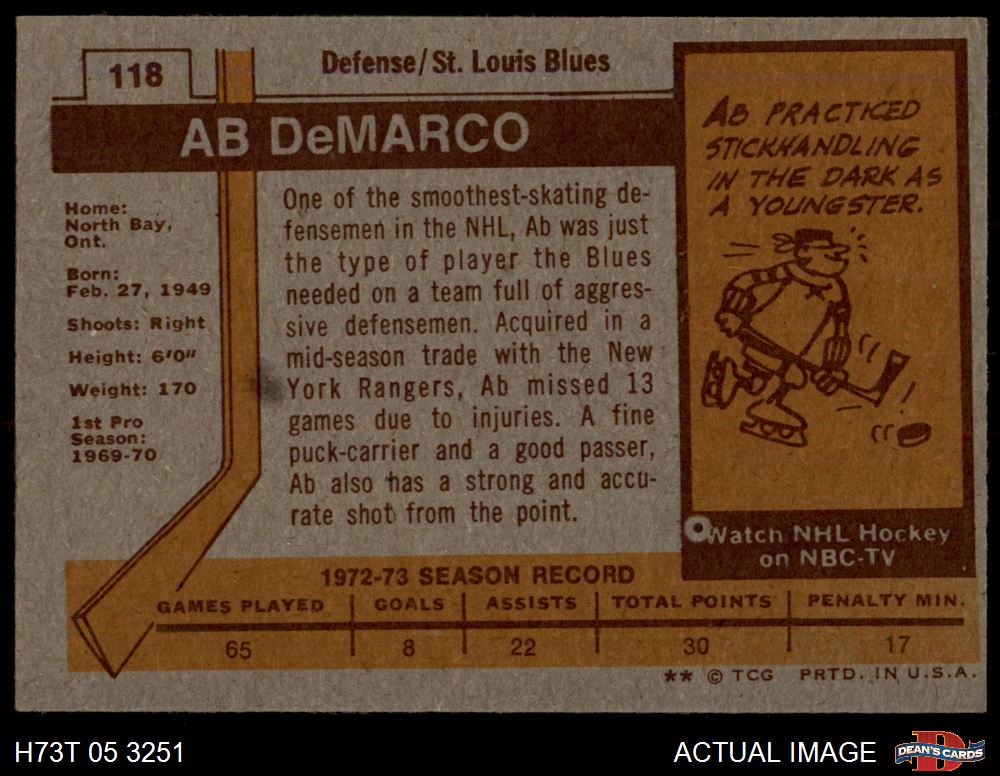 118
Defense/St. Louis Blues
AB DeMARCO
Home:
North Bay,
Ont.
Born:
Feb. 27, 1949
Shoots: Right
Height: 6'0"
Weight: 170
1st Pro
Season:
1969-70
One of the smoothest-skating de-
fensemen in the NHL, Ab was just
the type of player the Blues
needed on a team full of aggres-
sive defensemen. Acquired in a
mid-season trade with the New
York Rangers, Ab missed 13
games due to injuries. A fine
puck-carrier and a good passer,
Ab also has a strong and accu-
rate shot from the point.
AB PRACTICED
STICKHANDLING
IN THE DARK AS
A YOUNGSTER.
Watch NHL Hockey
on NBC-TV
1972-73 SEASON RECORD
GAMES PLAYED GOALS ASSISTS TOTAL POINTS PENALTY MIN.
65 8 22 30 17
** © TCG PRTD. IN U.S.A.
H73T 05 3251
ACTUAL IMAGE
DEAN'S CARDS